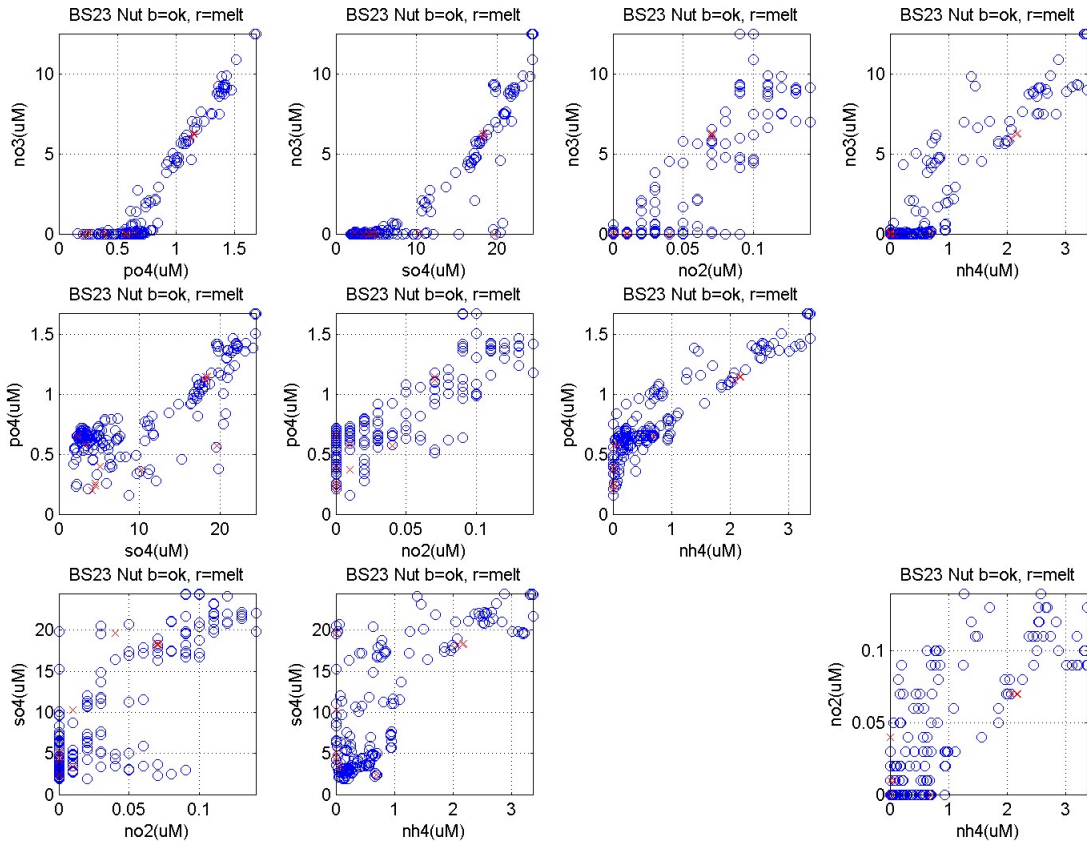 BS23 Nut b=ok, r=melt
BS23 Nut b=ok, r=melt
BS23 Nut b=ok, r=melt
BS23 Nut b=ok, r=melt
no3(uM)
10
5
0
0
0.5
1
1.5
po4(uM)
no3(uM)
10
5
0
0
10
20
so4(uM)
no3(uM)
10
5
0
0
0.05
0.1
no2(uM)
no3(uM)
10
5
0
0
1
2
3
nh4(uM)
BS23 Nut b=ok, r=melt
BS23 Nut b=ok, r=melt
BS23 Nut b=ok, r=melt
po4(uM)
1.5
1
0.5
0
0
10
20
so4(uM)
po4(uM)
1.5
1
0.5
0
0
0.05
0.1
no2(uM)
po4(uM)
1.5
1
0.5
0
0
1
2
3
nh4(uM)
BS23 Nut b=ok, r=melt
BS23 Nut b=ok, r=melt
BS23 Nut b=ok, r=melt
so4(uM)
20
15
10
5
0
0
0.05
0.1
no2(uM)
so4(uM)
20
15
10
5
0
0
1
2
3
nh4(uM)
no2(uM)
0.1
0.05
0
0
1
2
3
nh4(uM)